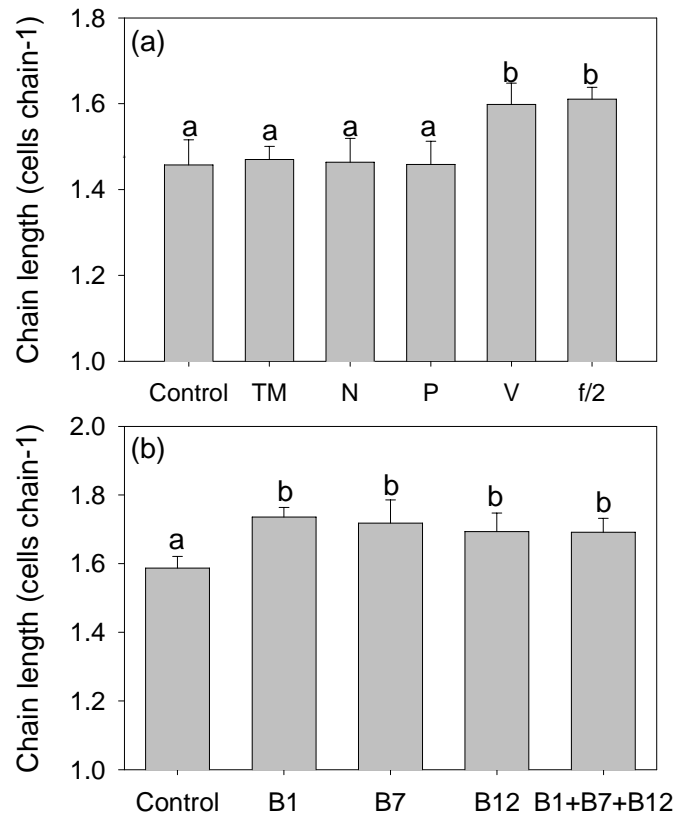 (a)
Chain length (cells chain-1)
1.8
1.6
1.4
1.2
1.0
a
a
a
a
b
b
Control TM N P V f/2
(b)
Chain length (cells chain-1)
2.0
1.8
1.6
1.4
1.2
1.0
a
b
b
b
b
Control B1 B7 B12 B1+B7+B12